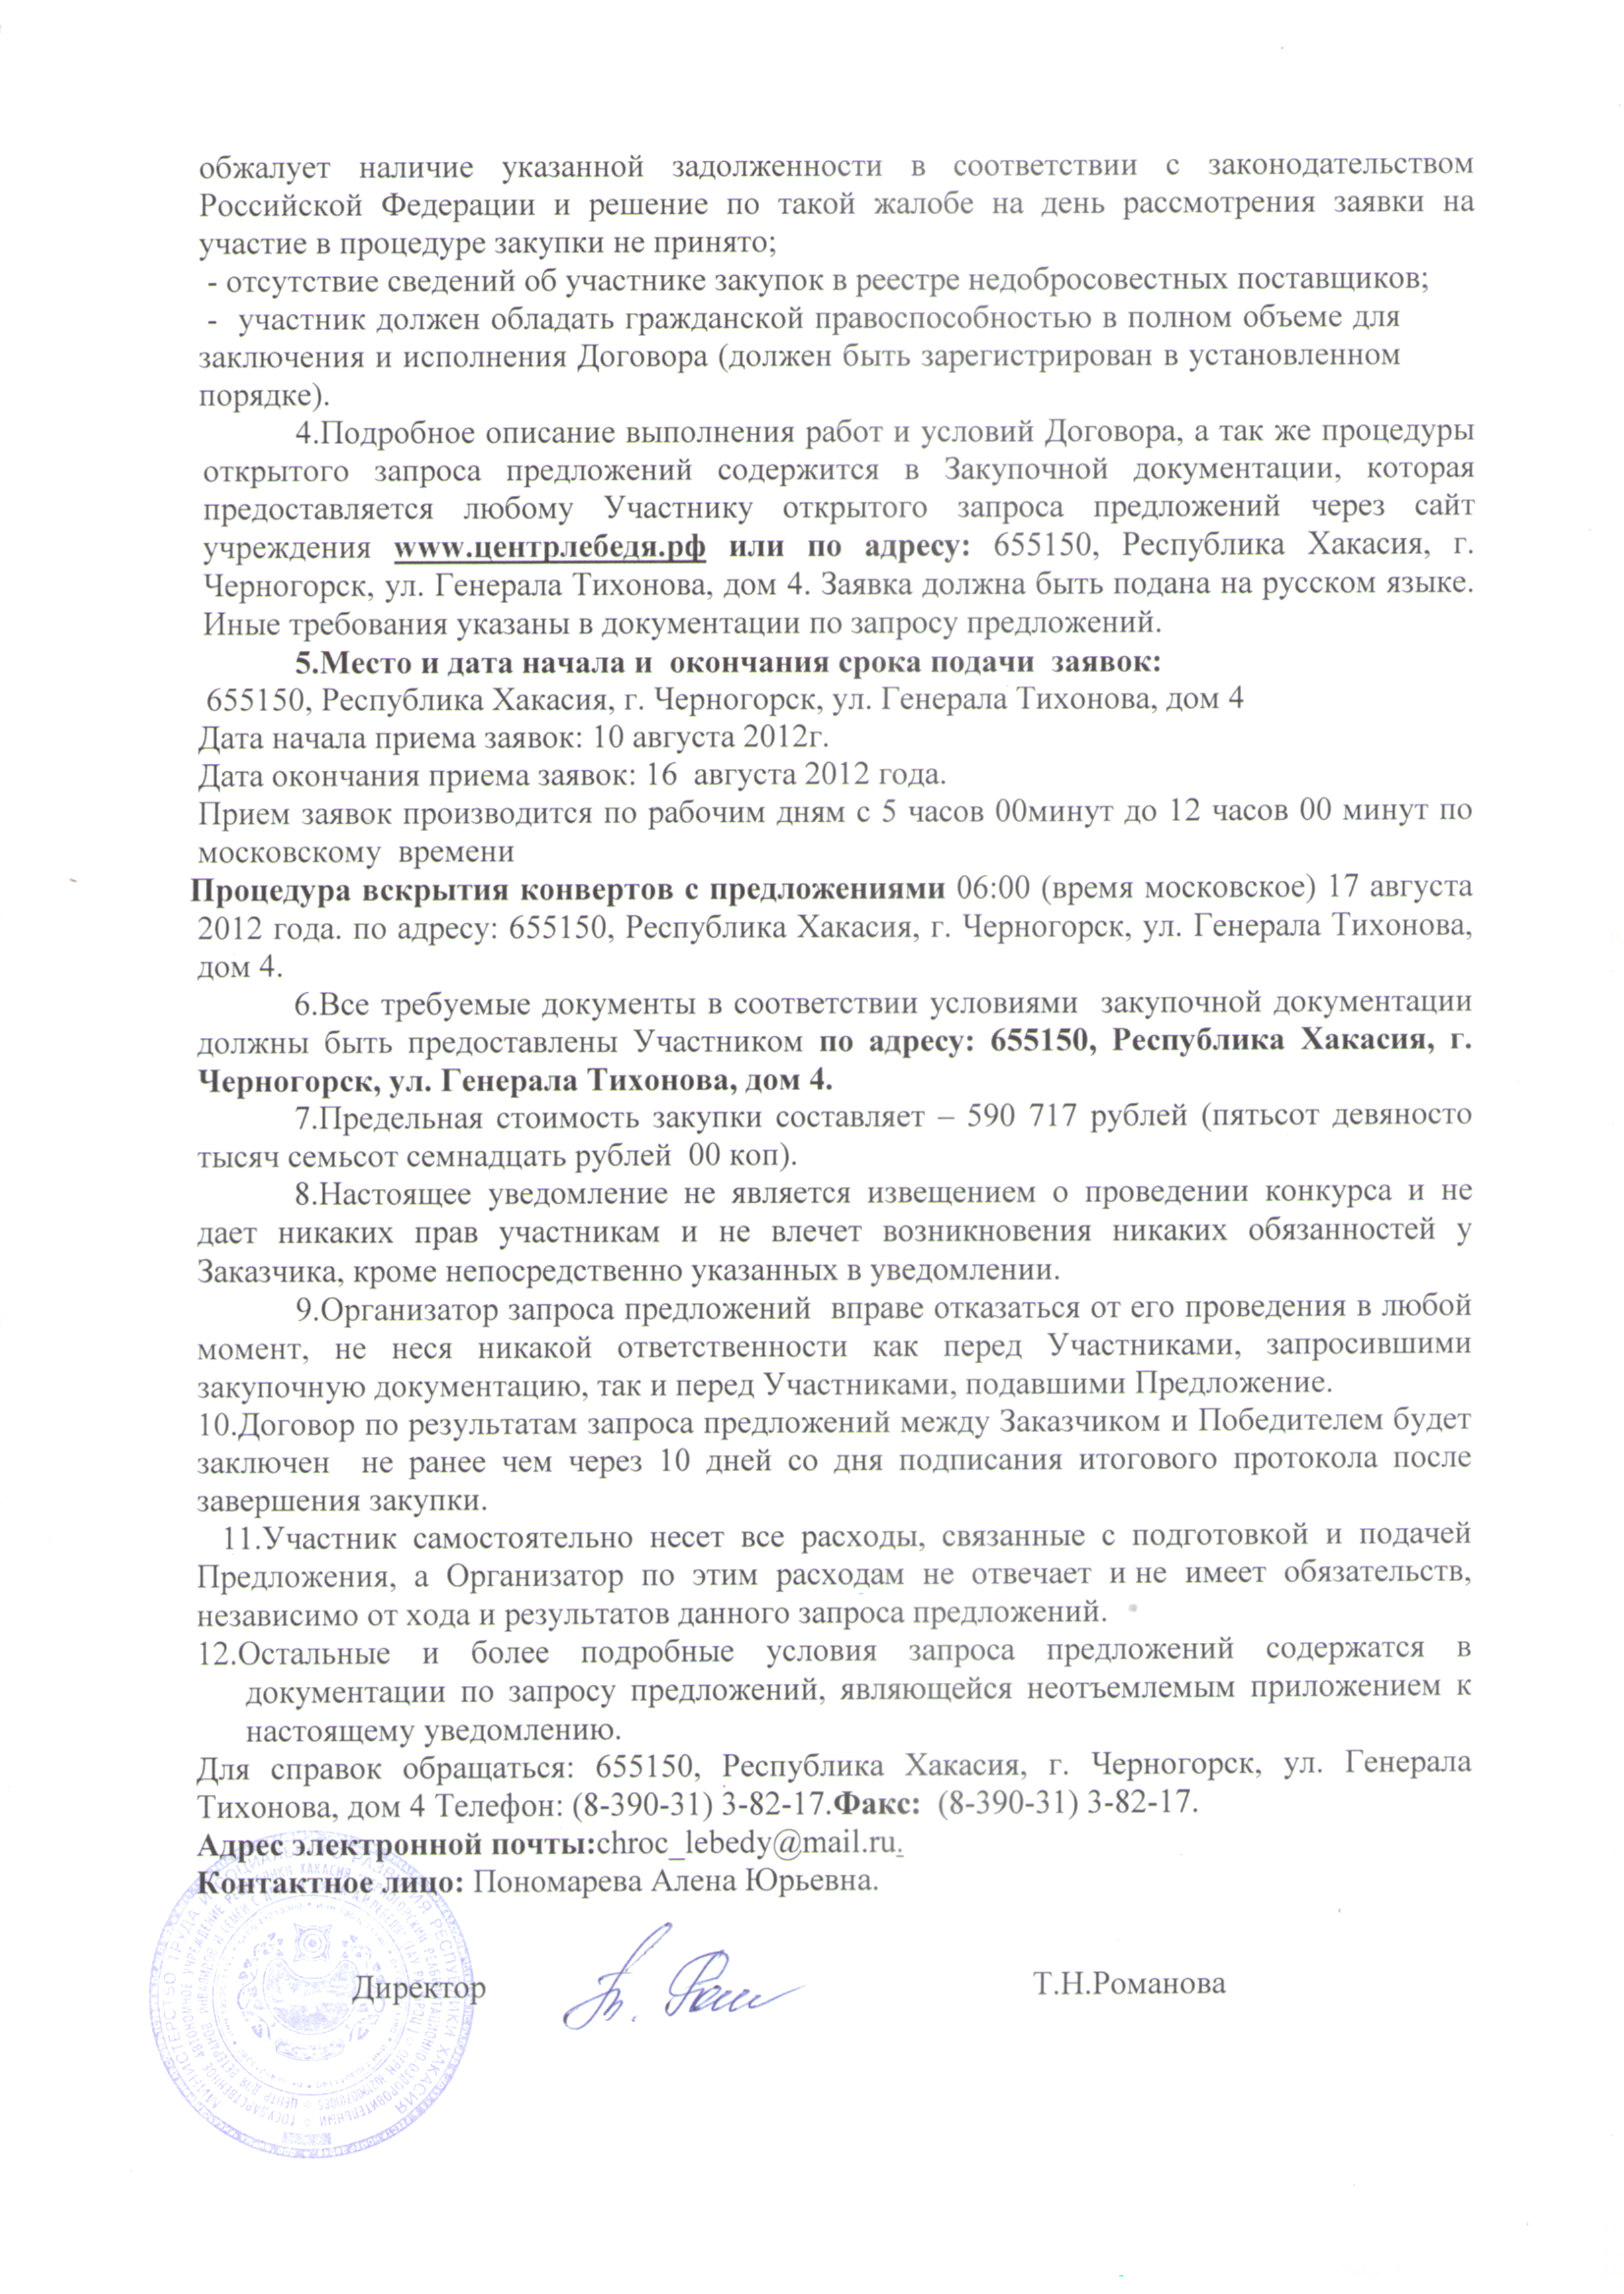 обжалует наличие указанной задолженности в соответствии с законодательством
Российской Федерации и решение по такой жалобе на день рассмотрения заявки на
участие в процедуре закупки не принято;
- отсутствие сведений об участнике закупок в реестре недобросовестных поставщиков;
- участник должен обладать гражданской правоспособностью в полном объеме для
заключения и исполнения Договора (должен быть зарегистрирован в установленном
порядке).
4.Подробное описание выполнения работ и условий Договора, а так же процедуры
открытого запроса предложений содержится в Закупочной документации, которая
предоставляется любому Участнику открытого запроса предложений через сайт
учреждения www.центрлебедя.рф или по адресу: 655150, Республика Хакасия, г.
Черногорск, ул. Генерала Тихонова, дом 4. Заявка должна быть подана на русском языке.
Иные требования указаны в документации по запросу предложений.
5.Место и дата начала и окончания срока подачи заявок:
655150, Республика Хакасия, г. Черногорск, ул. Генерала Тихонова, дом 4
Дата начала приема заявок: 10 августа 2012г.
Дата окончания приема заявок: 16 августа 2012 года.
Прием заявок производится по рабочим дням с 5 часов 00минут до 12 часов 00 минут по
московскому времени
Процедура вскрытия конвертов с предложениями 06:00 (время московское) 17 августа
2012 года. по адресу: 655150, Республика Хакасия, г. Черногорск, ул. Генерала Тихонова,
дом 4.
6.Все требуемые документы в соответствии условиями закупочной документации
должны быть предоставлены Участником по адресу: 655150, Республика Хакасия, г.
Черногорск, ул. Генерала Тихонова, дом 4.
7.Предельная стоимость закупки составляет – 590 717 рублей (пятьсот девяносто
тысяч семьсот семнадцать рублей 00 коп).
8.Настоящее уведомление не является извещением о проведении конкурса и не
дает никаких прав участникам и не влечет возникновения никаких обязанностей у
Заказчика, кроме непосредственно указанных в уведомлении.
9.Организатор запроса предложений вправе отказаться от его проведения в любой
момент, не неся никакой ответственности как перед Участниками, запросившими
закупочную документацию, так и перед Участниками, подавшими Предложение.
10.Договор по результатам запроса предложений между Заказчиком и Победителем будет
заключен не ранее чем через 10 дней со дня подписания итогового протокола после
завершения закупки.
11.Участник самостоятельно несет все расходы, связанные с подготовкой и подачей
Предложения, а Организатор по этим расходам не отвечает и не имеет обязательств,
независимо от хода и результатов данного запроса предложений.
12.Остальные и более подробные условия запроса предложений содержатся в
документации по запросу предложений, являющейся неотъемлемым приложением к
настоящему уведомлению.
Для справок обращаться: 655150, Республика Хакасия, г. Черногорск, ул. Генерала
Тихонова, дом 4 Телефон: (8-390-31) 3-82-17.Факс: (8-390-31) 3-82-17.
Адрес электронной почты:chroc_lebedy@mail.ru.
Контактное лицо: Пономарева Алена Юрьевна.
Директор Т.Н.Романова
МИНИСТЕРСТВО ТРУДА И СОЦИАЛЬНОГО РАЗВИТИЯ РЕСПУБЛИКИ ХАКАСИЯ